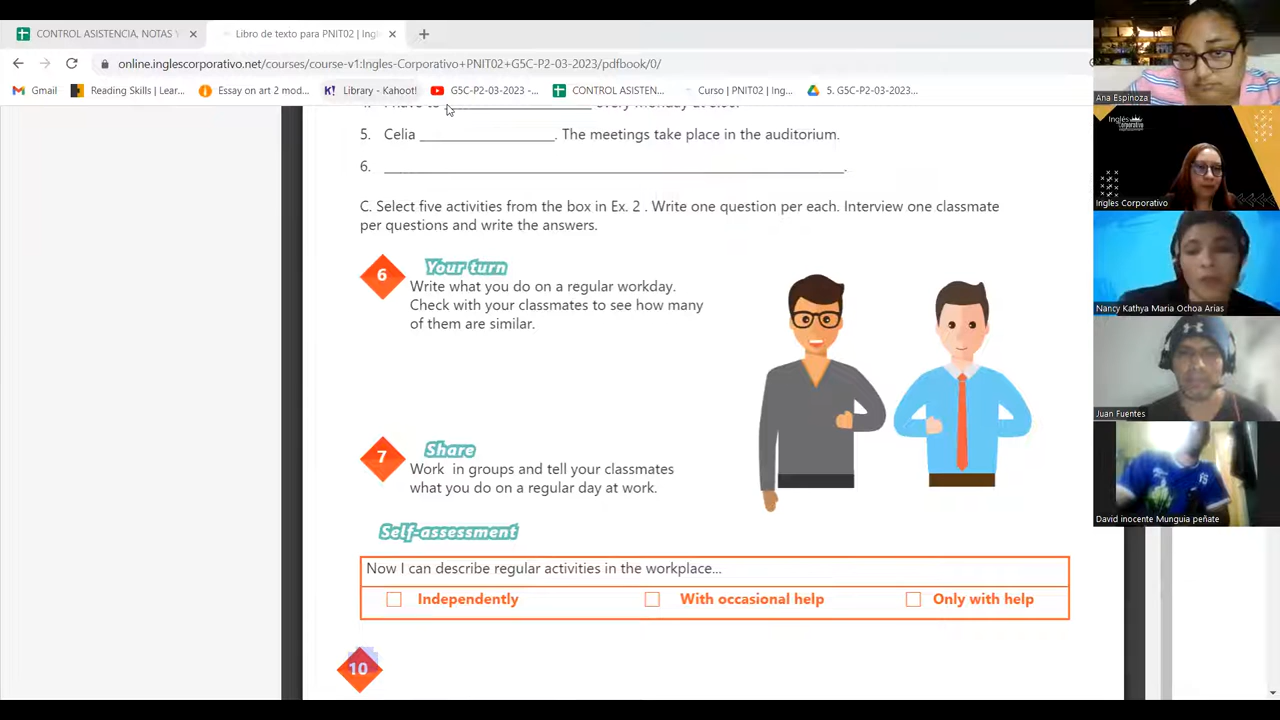 CONTROL ASISTENCIA, NOTAS Y
Libro de texto para PNIT02 | Ingl
online.inglescorporativo.net/courses/course-v1:Ingles-Corporativo+PNIT02+G5C-P2-03-2023/pdfbook/0/
Gmail
Reading Skills | Lear...
Essay on art 2 mod...
Library - Kahoot!
G5C-P2-03-2023 -...
CONTROL ASISTEN...
Curso | PNIT02 | Ing...
5. G5C-P2-03-2023...
5. Celia ____________________. The meetings take place in the auditorium.
6. ____________________________________________________________.
C. Select five activities from the box in Ex. 2 . Write one question per each. Interview one classmate
per questions and write the answers.
6
Your turn
Write what you do on a regular workday.
Check with your classmates to see how many
of them are similar.
7
Share
Work in groups and tell your classmates
what you do on a regular day at work.
Self-assessment
Now I can describe regular activities in the workplace...
Independently
With occasional help
Only with help
10
Ana Espinoza
Inglés
Corporativo
Ingles Corporativo
Nancy Kathya Maria Ochoa Arias
Juan Fuentes
David inocente Munguia peñate